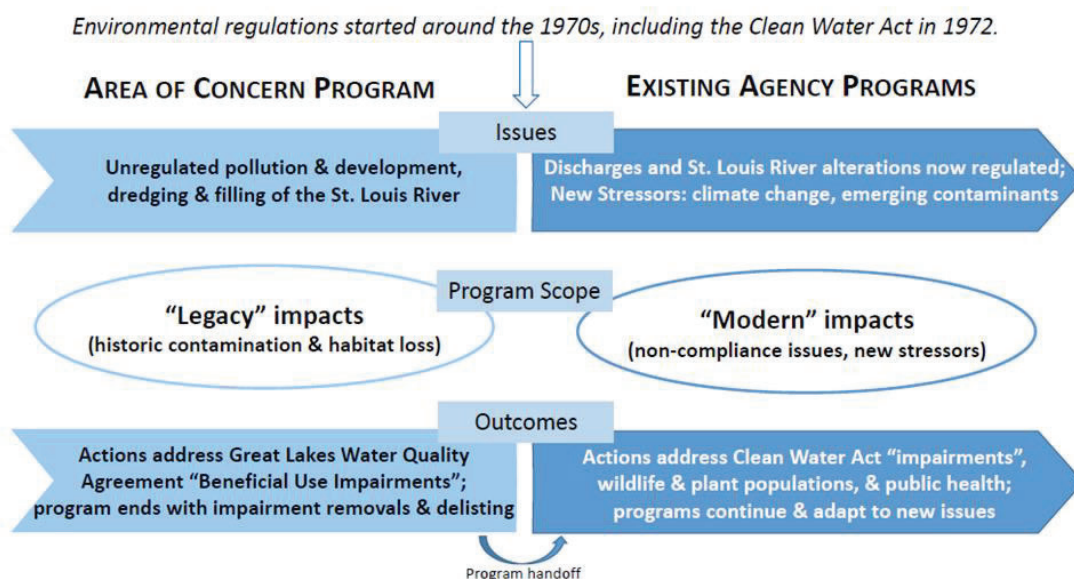 Environmental regulations started around the 1970s, including the Clean Water Act in 1972.
AREA OF CONCERN PROGRAM
EXISTING AGENCY PROGRAMS
Issues
Unregulated pollution & development,
dredging & filling of the St. Louis River
Discharges and St. Louis River alterations now regulated;
New Stressors: climate change, emerging contaminants
Program Scope
"Legacy" impacts
(historic contamination & habitat loss)
"Modern" impacts
(non-compliance issues, new stressors)
Outcomes
Actions address Great Lakes Water Quality
Agreement "Beneficial Use Impairments";
program ends with impairment removals & delisting
Actions address Clean Water Act "impairments",
wildlife & plant populations, & public health;
programs continue & adapt to new issues
Program handoff